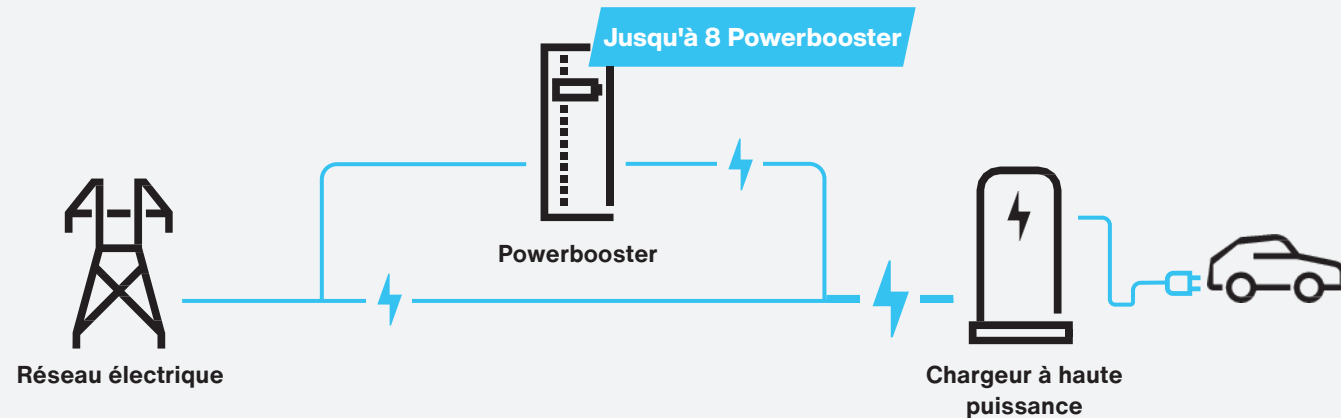 Jusqu'à 8 Powerbooster
Powerbooster
Réseau électrique
Chargeur à haute
puissance